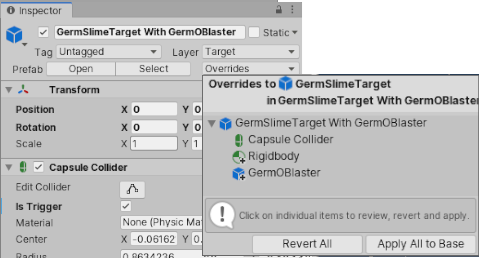 Inspector
GermSlimeTarget With GermOBlaster
Static
Tag Untagged Layer Target
Prefab Open Select Overrides
Transform
Position X 0 Y 0
Rotation X 0 Y 0
Scale X 1 Y 1
Capsule Collider
Edit Collider
Is Trigger
Material None (Physic Ma
Center X -0.06162 Y 0.
Radius 0.8634236
Overrides to GermSlimeTarget
in GermSlimeTarget With GermOBlaster
GermSlimeTarget With GermOBlaster
Capsule Collider
Rigidbody
GermOBlaster
Click on individual items to review, revert and apply.
Revert All Apply All to Base